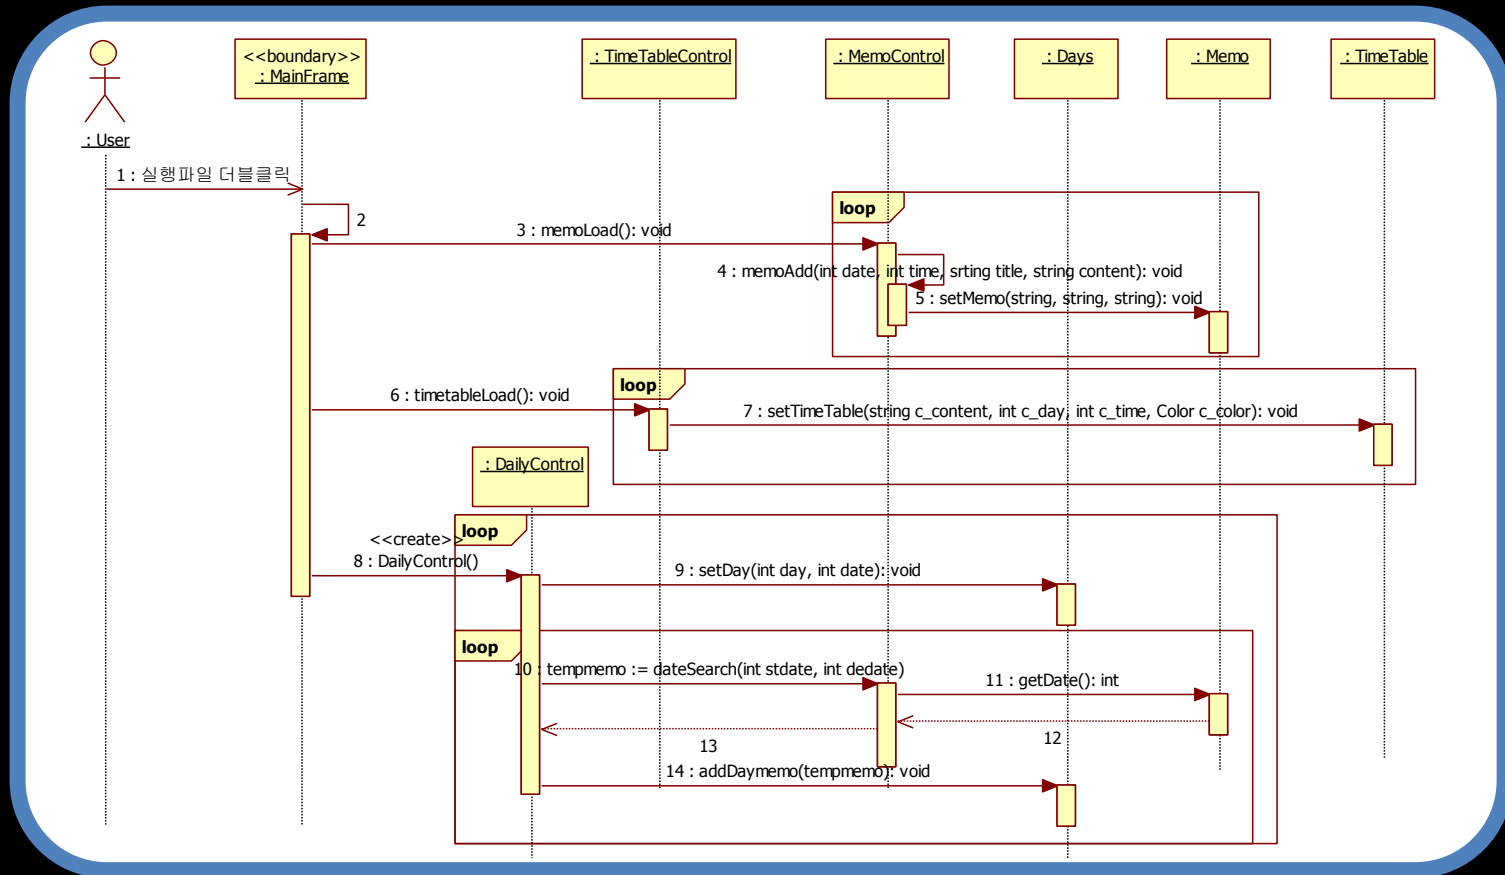 <<boundary>>
: MainFrame
: TimeTableControl
: MemoControl
: Days
: Memo
: TimeTable
: User
1 : 실행파일 더블클릭
2
loop
3 : memoLoad(): void
4 : memoAdd(int date, int time, srting title, string content): void
5 : setMemo(string, string, string): void
loop
6 : timetableLoad(): void
7 : setTimeTable(string c_content, int c_day, int c_time, Color c_color): void
: DailyControl
loop
<<create>>
8 : DailyControl()
9 : setDay(int day, int date): void
loop
10 : tempmemo := dateSearch(int stdate, int dedate)
11 : getDate(): int
12
13
14 : addDaymemo(tempmemo): void